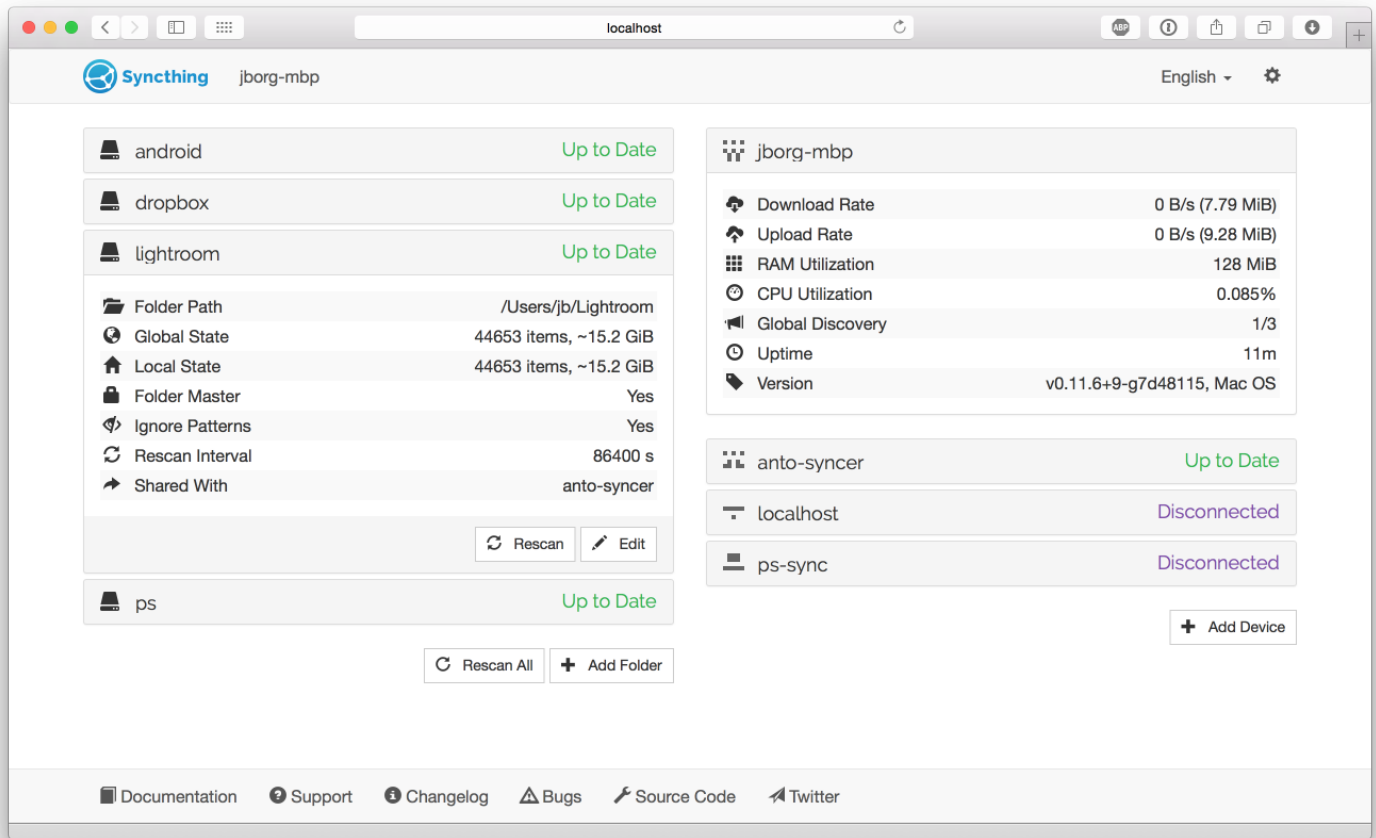 localhost
ABP
Syncthing jborg-mbp English
android Up to Date
dropbox Up to Date
lightroom Up to Date
Folder Path /Users/jb/Lightroom
Global State 44653 items, ~15.2 GiB
Local State 44653 items, ~15.2 GiB
Folder Master Yes
Ignore Patterns Yes
Rescan Interval 86400 s
Shared With anto-syncer
Rescan Edit
ps Up to Date
Rescan All Add Folder
jborg-mbp
Download Rate 0 B/s (7.79 MiB)
Upload Rate 0 B/s (9.28 MiB)
RAM Utilization 128 MiB
CPU Utilization 0.085%
Global Discovery 1/3
Uptime 11m
Version v0.11.6+9-g7d48115, Mac OS
anto-syncer Up to Date
localhost Disconnected
ps-sync Disconnected
Add Device
Documentation Support Changelog Bugs Source Code Twitter